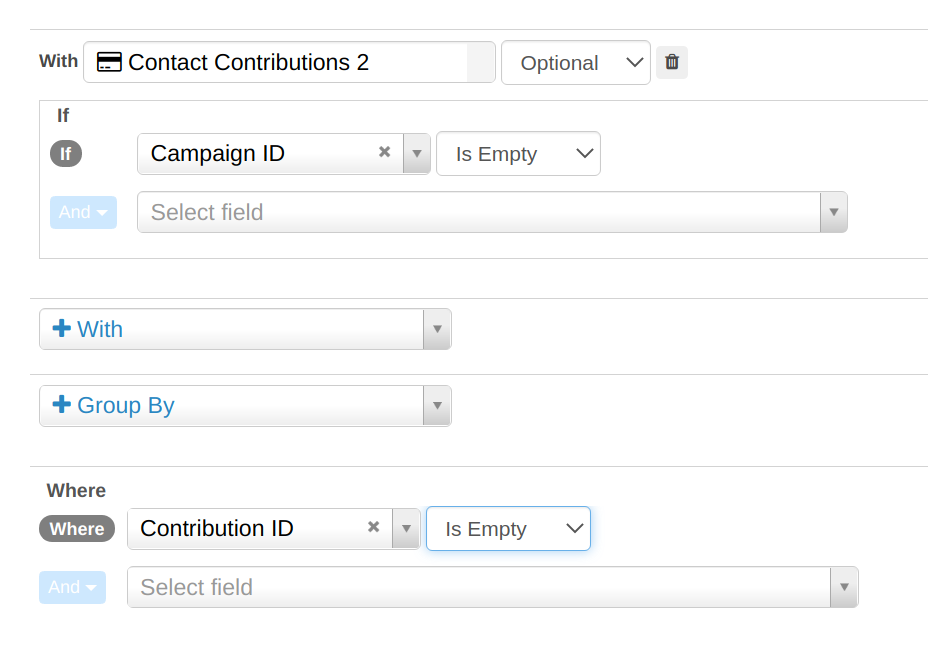 With Contact Contributions 2 Optional
If
If Campaign ID Is Empty
And Select field
With
Group By
Where
Where Contribution ID Is Empty
And Select field